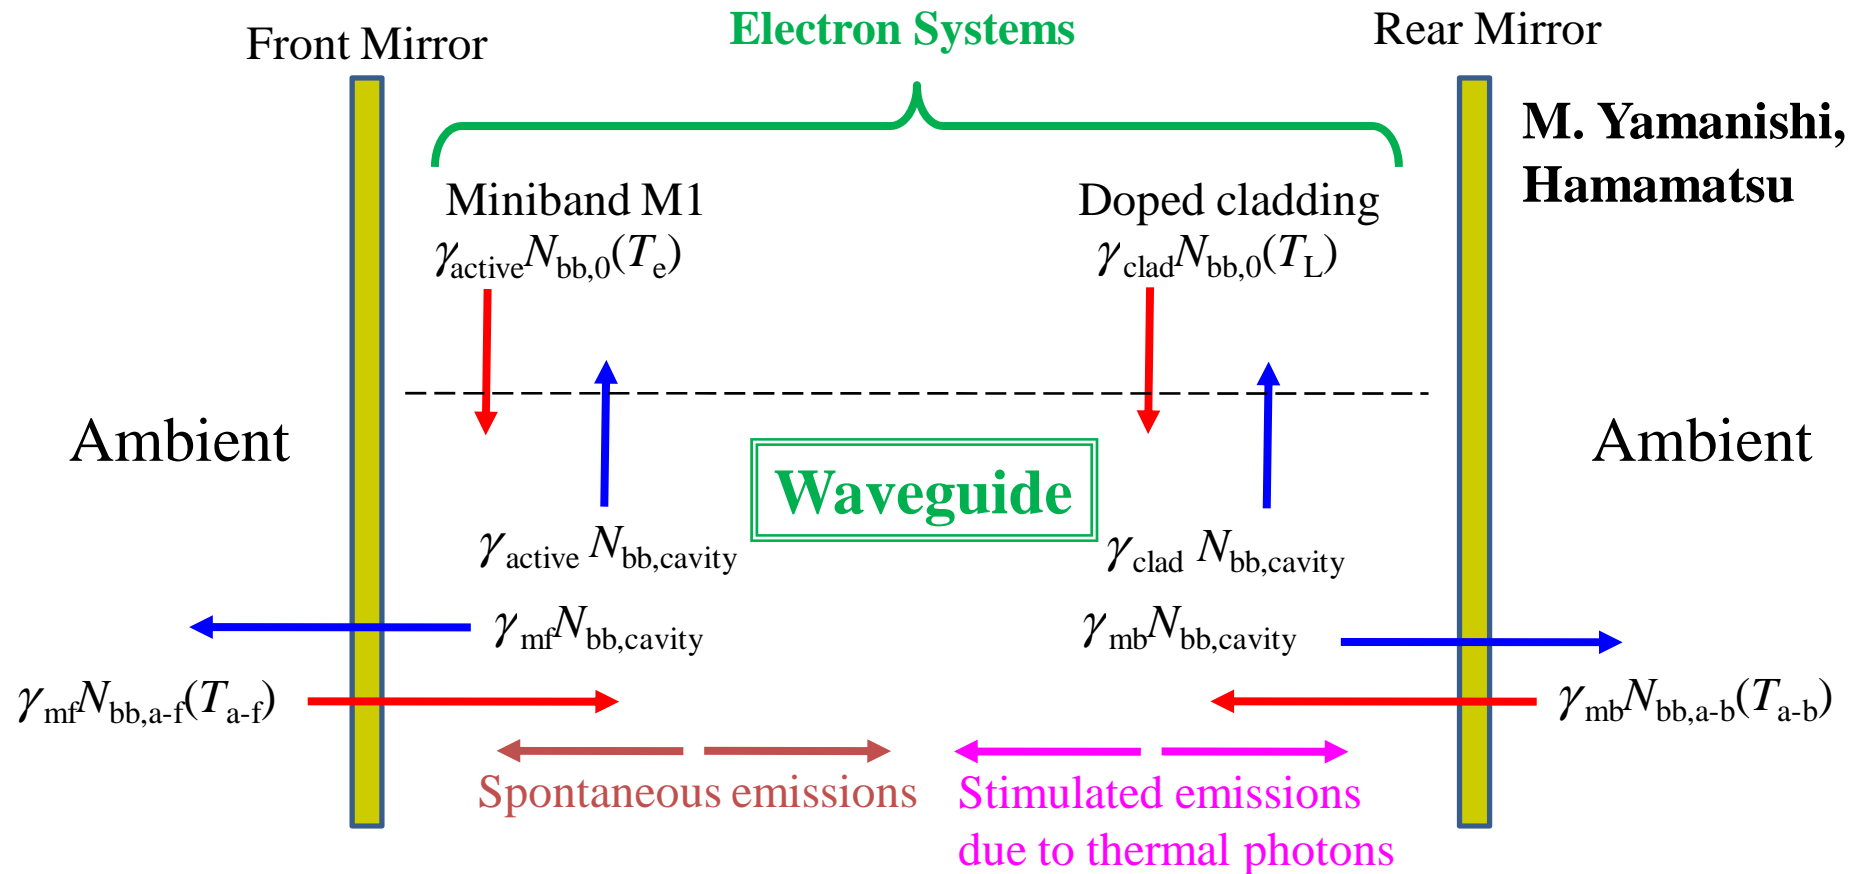 Front Mirror
Electron Systems
Rear Mirror
M. Yamanishi,
Hamamatsu
Miniband M1
γactiveNbb,0(Te)
Doped cladding
γcladNbb,0(TL)
Ambient
Waveguide
Ambient
γactive Nbb,cavity
γclad Nbb,cavity
γmfNbb,cavity
γmbNbb,cavity
γmfNbb,a-f(Ta-f)
γmbNbb,a-b(Ta-b)
Spontaneous emissions
Stimulated emissions
due to thermal photons